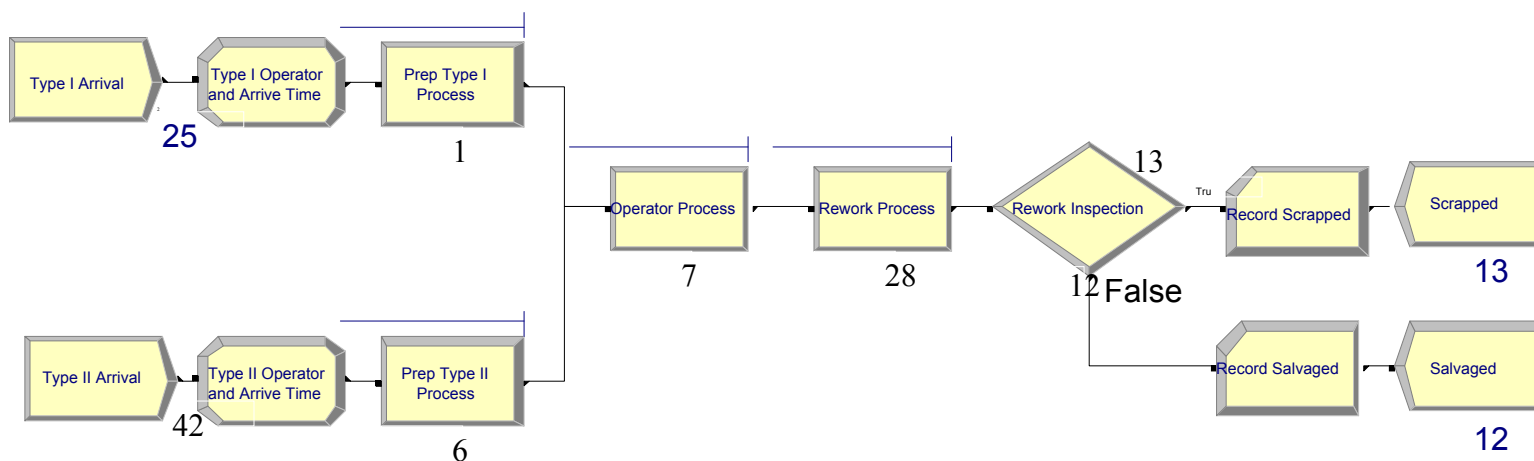 Type I Arrival
2
25
Type I Operator
and Arrive Time
Prep Type I
Process
1
Type II Arrival
42
Type II Operator
and Arrive Time
Prep Type II
Process
6
Operator Process
7
Rework Process
28
Rework Inspection
13
Tru
12
False
Record Scrapped
Scrapped
13
Record Salvaged
Salvaged
12